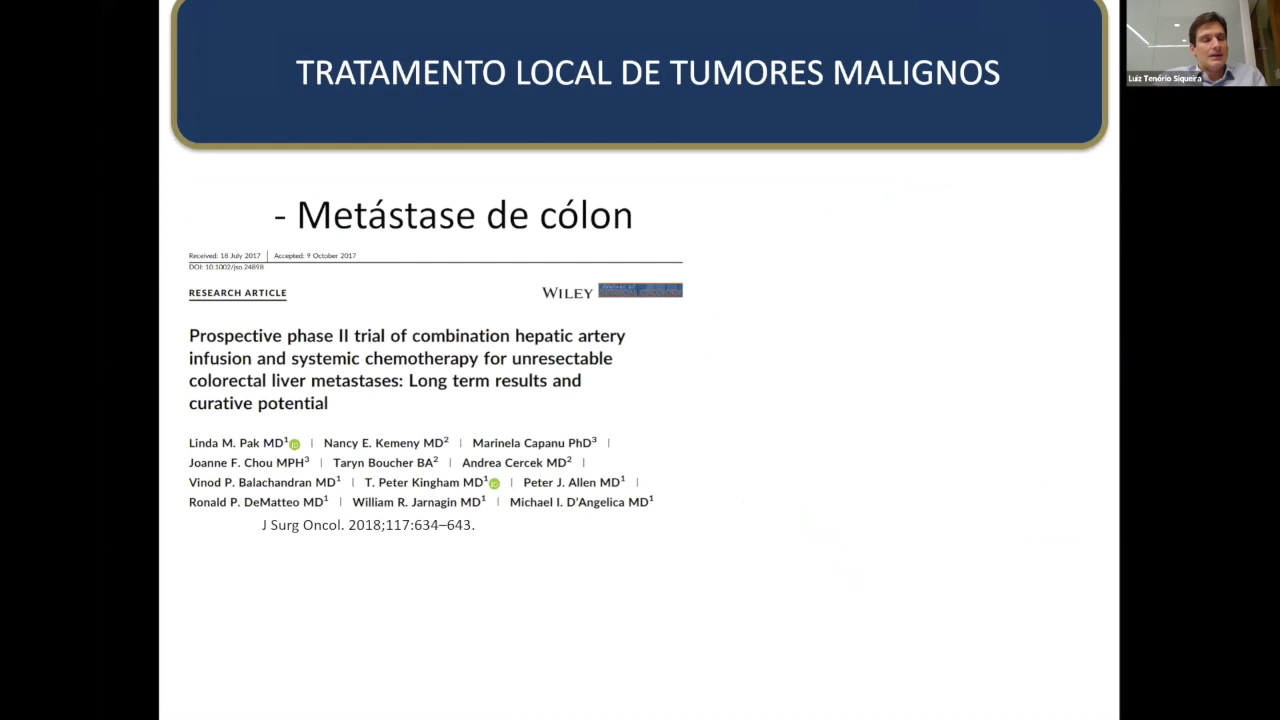 TRATAMENTO LOCAL DE TUMORES MALIGNOS
Luiz Tenório Siqueira
- Metástase de cólon
Received: 18 July 2017 | Accepted: 9 October 2017
DOI: 10.1002/jso.24898
RESEARCH ARTICLE
WILEY
Prospective phase II trial of combination hepatic artery
infusion and systemic chemotherapy for unresectable
colorectal liver metastases: Long term results and
curative potential
Linda M. Pak MD1 | Nancy E. Kemeny MD2 | Marinela Capanu PhD3 |
Joanne F. Chou MPH3 | Taryn Boucher BA2 | Andrea Cercek MD2 |
Vinod P. Balachandran MD1 | T. Peter Kingham MD1 | Peter J. Allen MD1 |
Ronald P. DeMatteo MD1 | William R. Jarnagin MD1 | Michael I. D'Angelica MD1
J Surg Oncol. 2018;117:634–643.